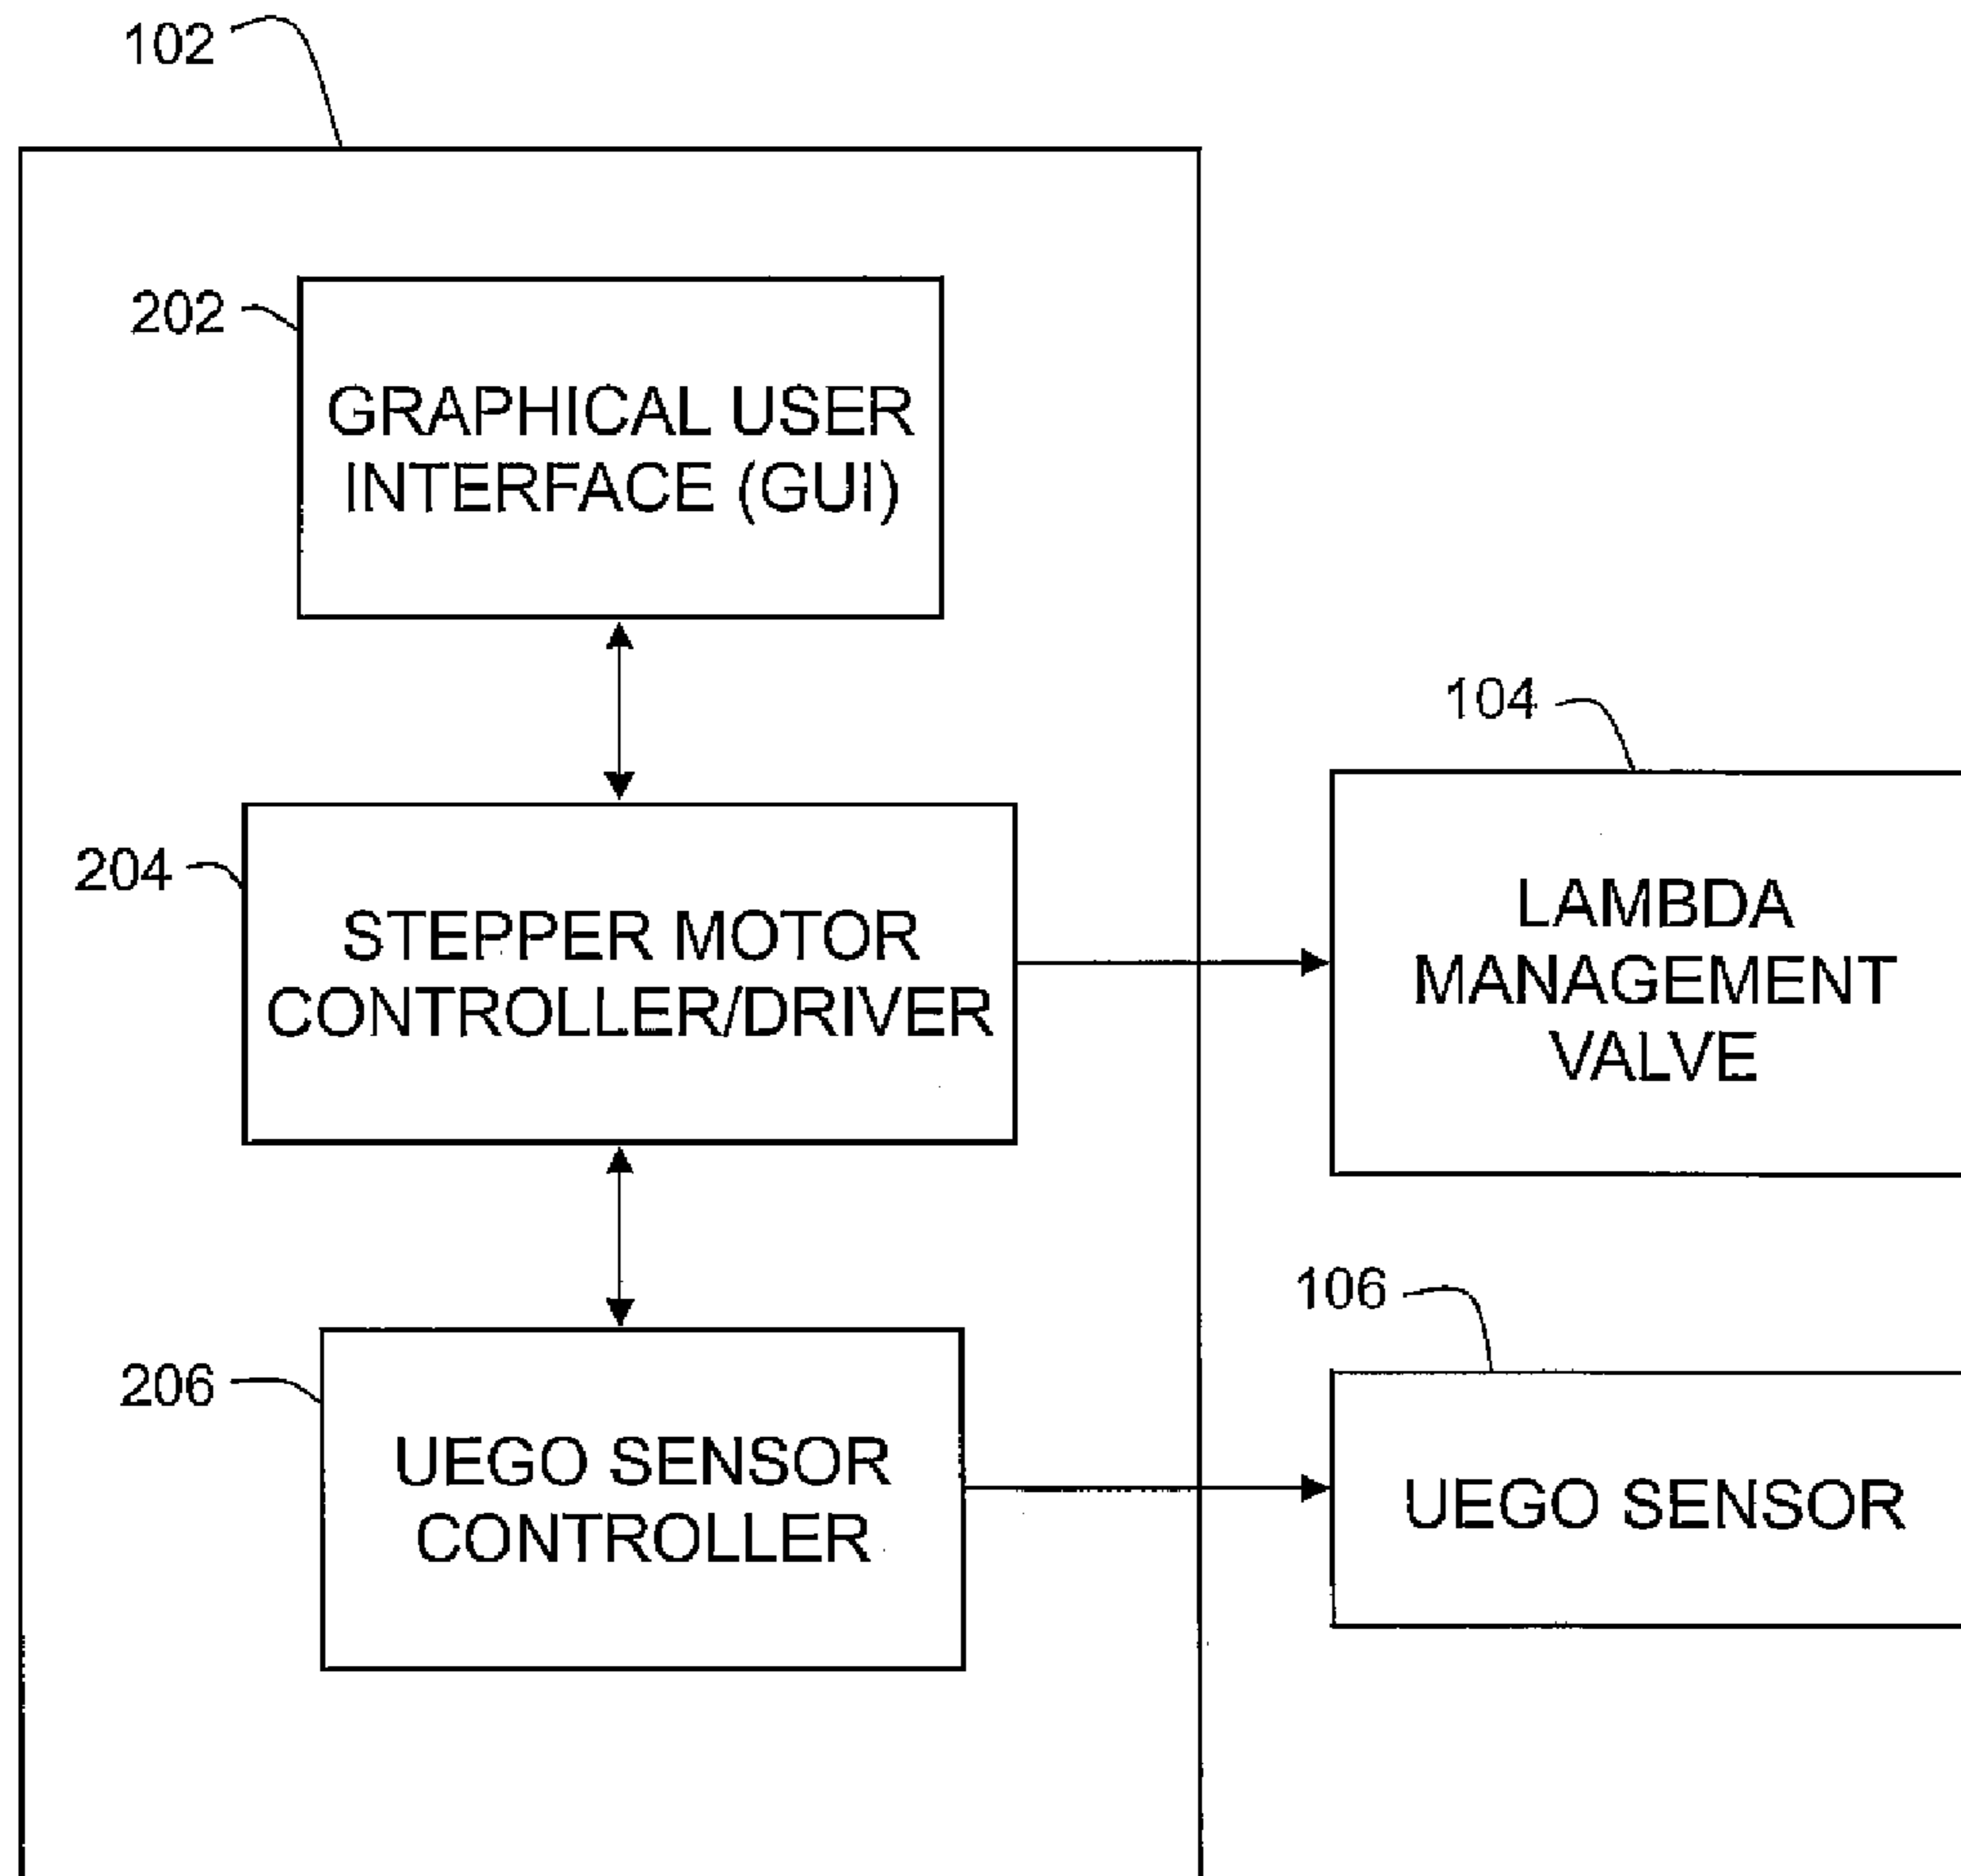 102
202
GRAPHICAL USER
INTERFACE (GUI)
204
STEPPER MOTOR
CONTROLLER/DRIVER
104
LAMBDA
MANAGEMENT
VALVE
206
UEGO SENSOR
CONTROLLER
106
UEGO SENSOR